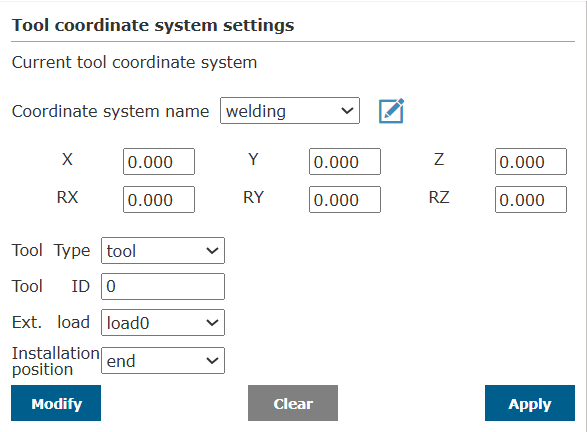 Tool coordinate system settings
Current tool coordinate system
Coordinate system name welding
X 0.000 Y 0.000 Z 0.000
RX 0.000 RY 0.000 RZ 0.000
Tool Type tool
Tool ID 0
Ext. load load0
Installation
position end
Modify Clear Apply